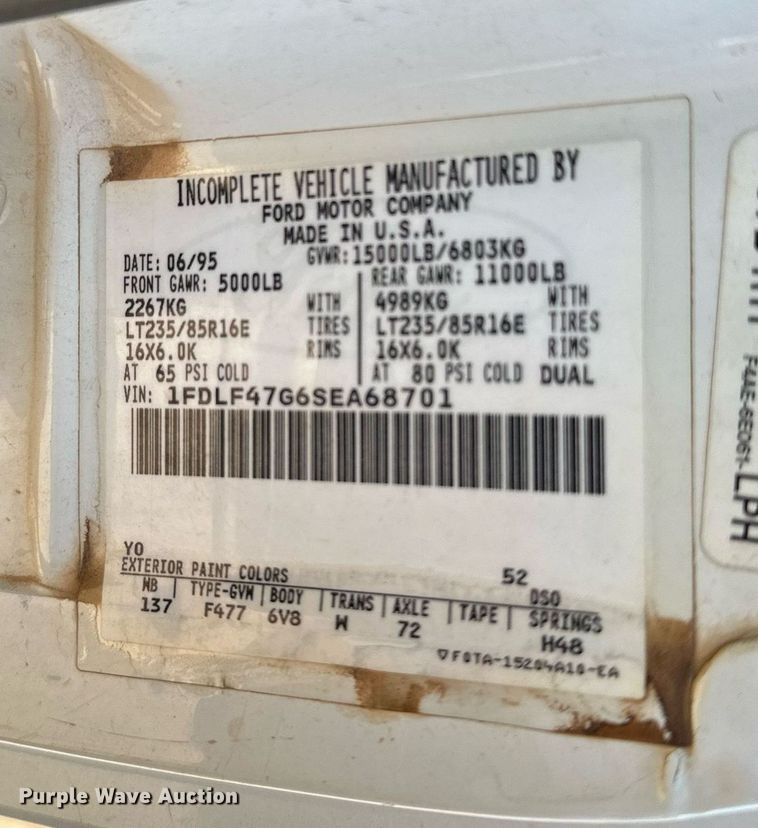 INCOMPLETE VEHICLE MANUFACTURED BY
FORD MOTOR COMPANY
MADE IN U.S.A.
DATE: 06/95 GVWR: 15000LB/6803KG
FRONT GAWR: 5000LB REAR GAWR: 11000LB
2267KG WITH 4989KG WITH
LT235/85R16E TIRES LT235/85R16E TIRES
16X6.0K RIMS 16X6.0K RIMS
AT 65 PSI COLD AT 80 PSI COLD DUAL
VIN: 1FDLF47G6SEA68701
YO 52
EXTERIOR PAINT COLORS DSO
WB TYPE-GVW BODY TRANS AXLE TAPE SPRINGS
137 F477 6V8 W 72 H48
▽F0TA-15204A10-EA
F4AE-6E061-
LPH
Purple Wave Auction